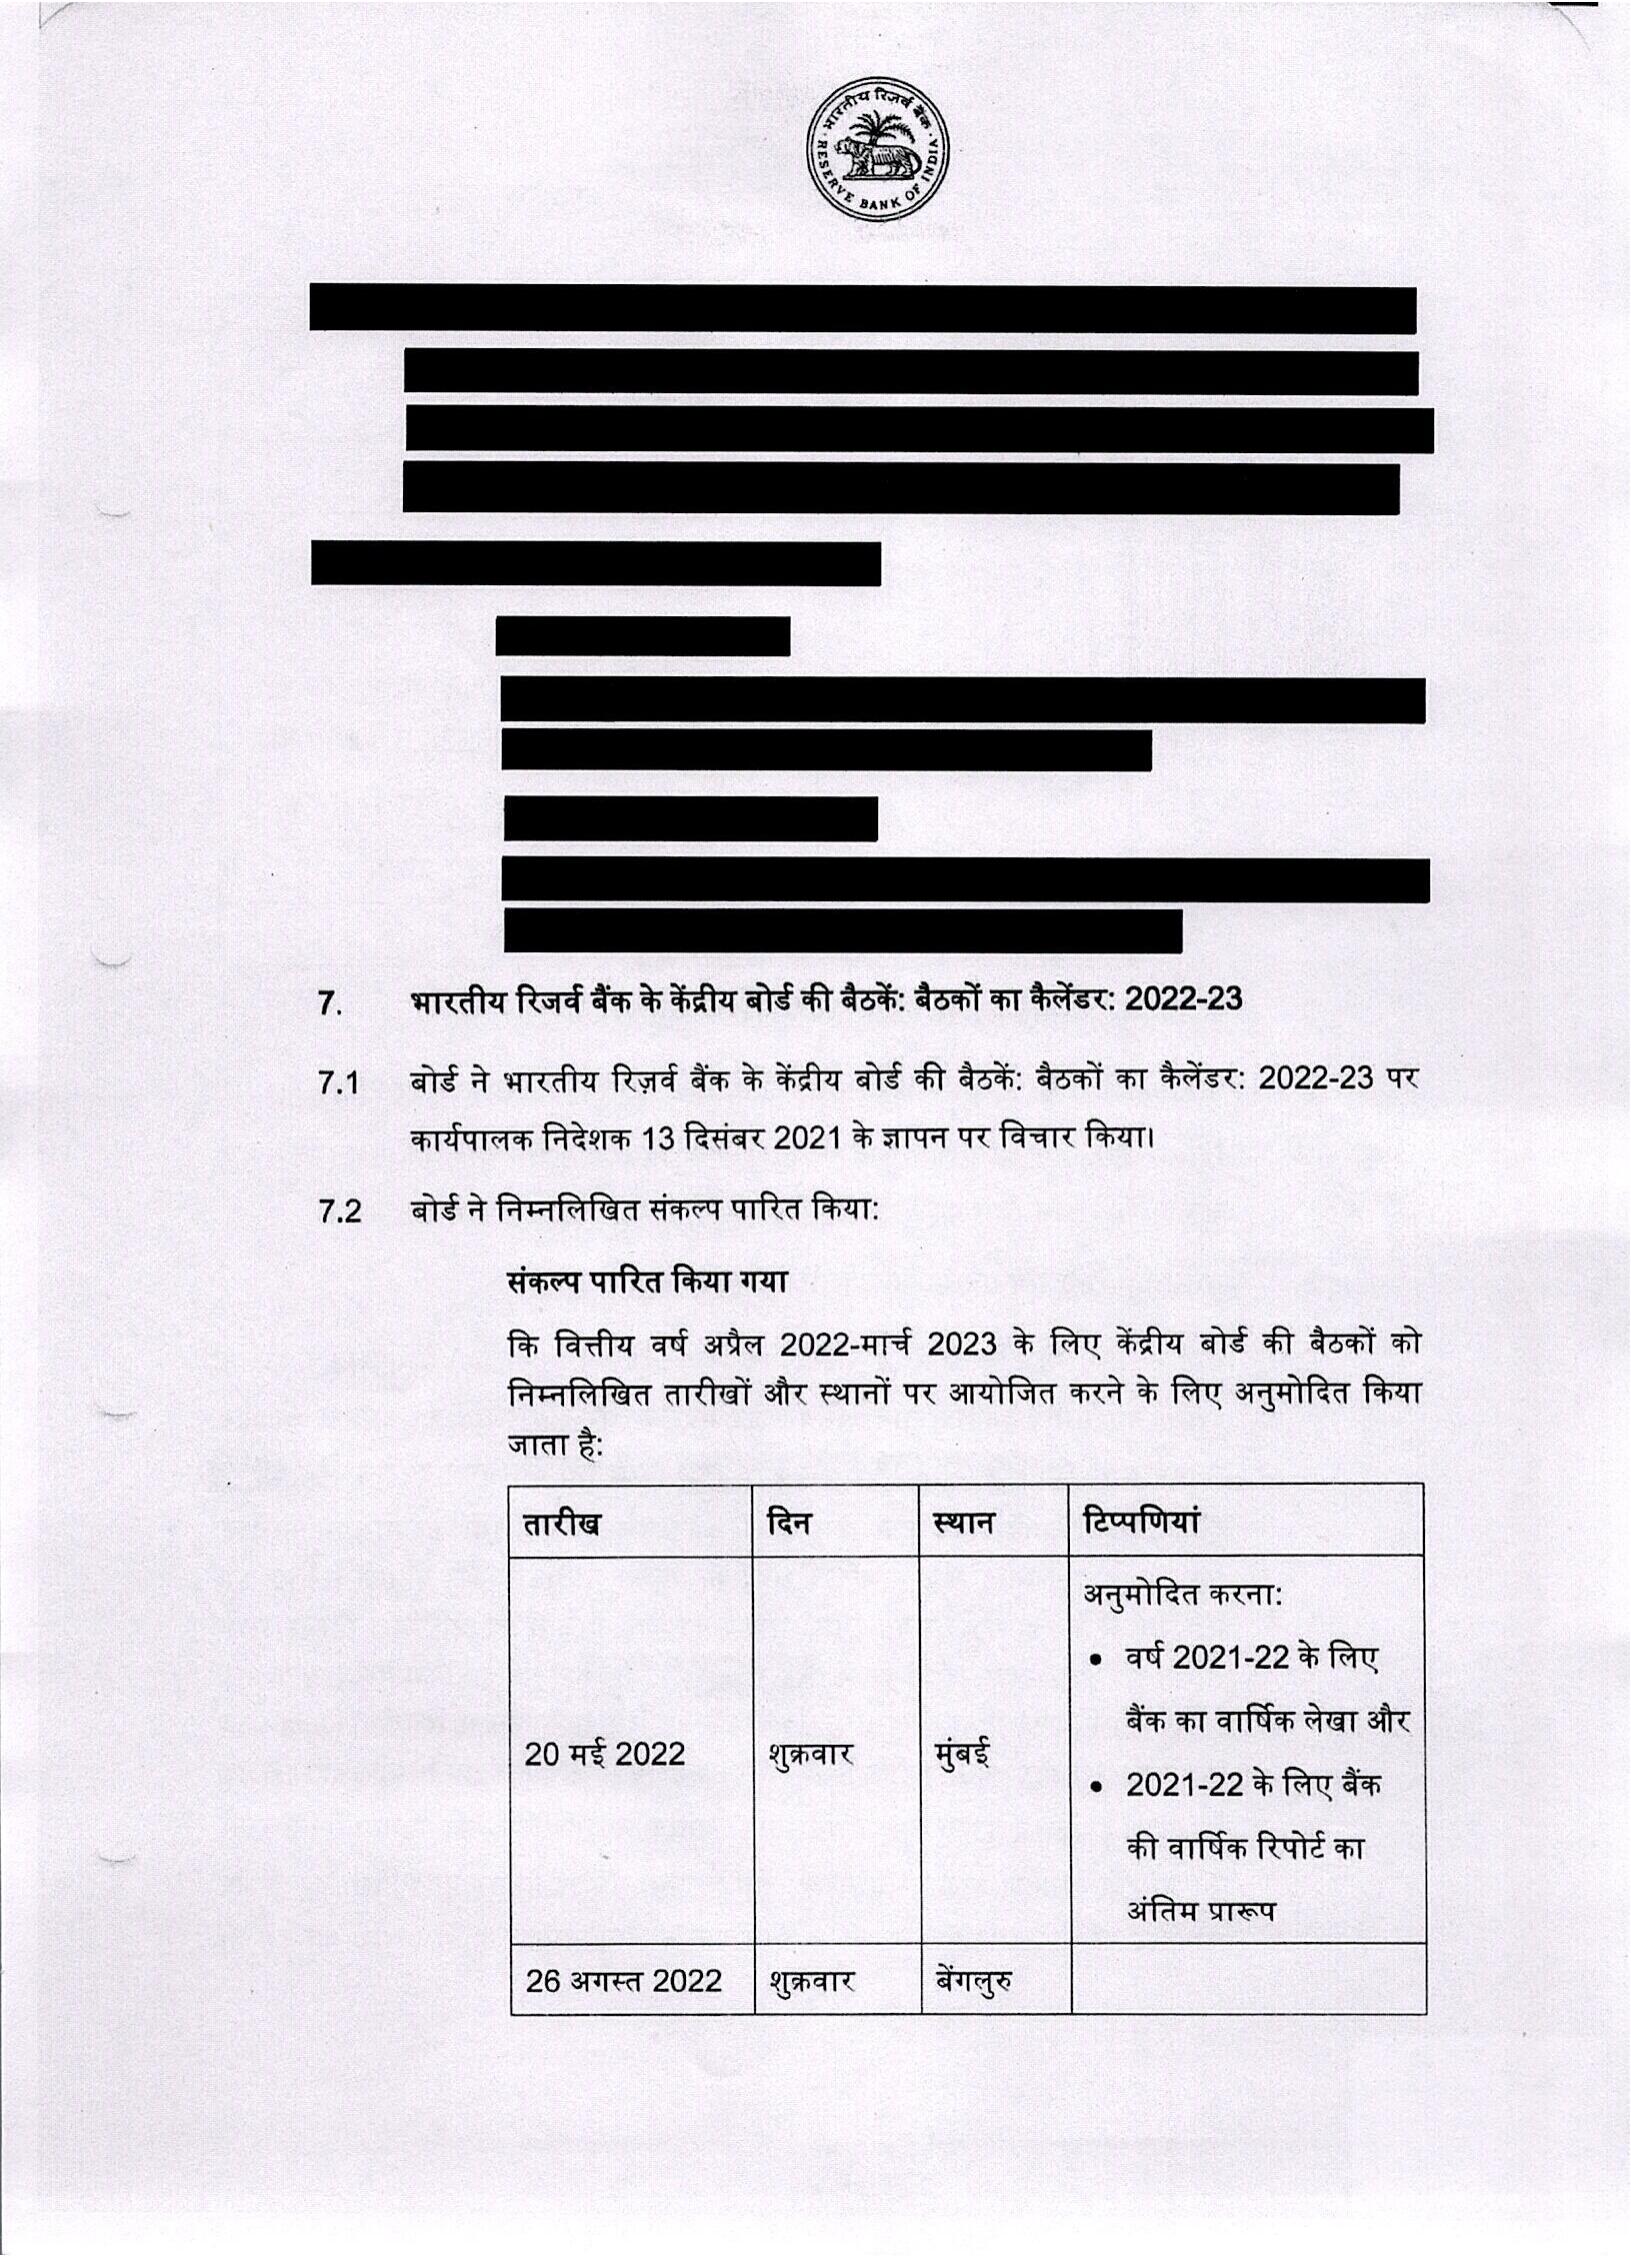 भारतीय रिज़र्व बैंक
RESERVE BANK OF INDIA
7. भारतीय रिजर्व बैंक के केंद्रीय बोर्ड की बैठकें: बैठकों का कैलेंडर: 2022-23
7.1 बोर्ड ने भारतीय रिज़र्व बैंक के केंद्रीय बोर्ड की बैठकें: बैठकों का कैलेंडर: 2022-23 पर
कार्यपालक निदेशक 13 दिसंबर 2021 के ज्ञापन पर विचार किया।
7.2 बोर्ड ने निम्नलिखित संकल्प पारित किया:
संकल्प पारित किया गया
कि वित्तीय वर्ष अप्रैल 2022-मार्च 2023 के लिए केंद्रीय बोर्ड की बैठकों को
निम्नलिखित तारीखों और स्थानों पर आयोजित करने के लिए अनुमोदित किया
जाता है:
तारीख दिन स्थान टिप्पणियां
अनुमोदित करना:
• वर्ष 2021-22 के लिए
बैंक का वार्षिक लेखा और
20 मई 2022 शुक्रवार मुंबई
• 2021-22 के लिए बैंक
की वार्षिक रिपोर्ट का
अंतिम प्रारूप
26 अगस्त 2022 शुक्रवार बेंगलुरु